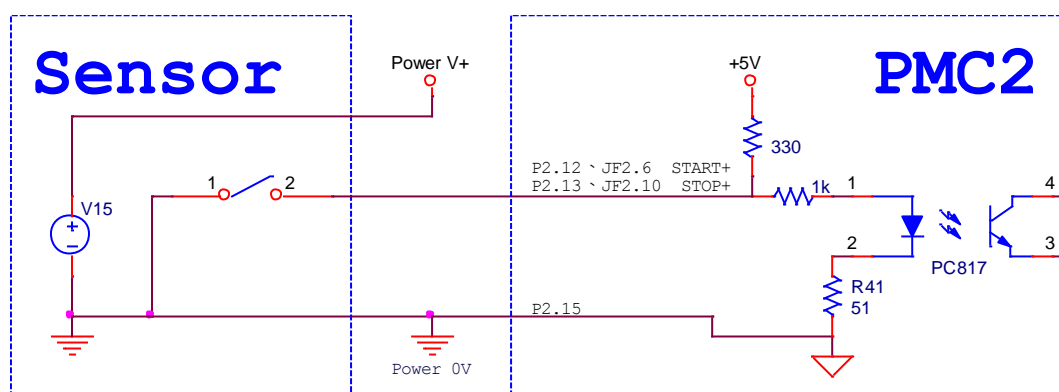 Sensor
PMC2
Power V+
+5V
330
P2.12、JF2.6 START+
P2.13、JF2.10 STOP+
1 2
1k
1
4
V15
+
−
2
3
PC817
R41
51
P2.15
Power 0V